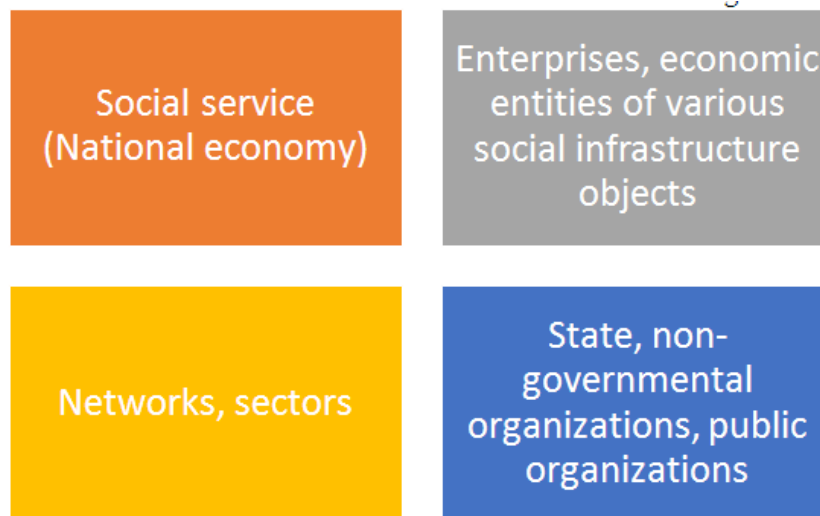 Social service
(National economy)
Enterprises, economic
entities of various
social infrastructure
objects
Networks, sectors
State, non-
governmental
organizations, public
organizations